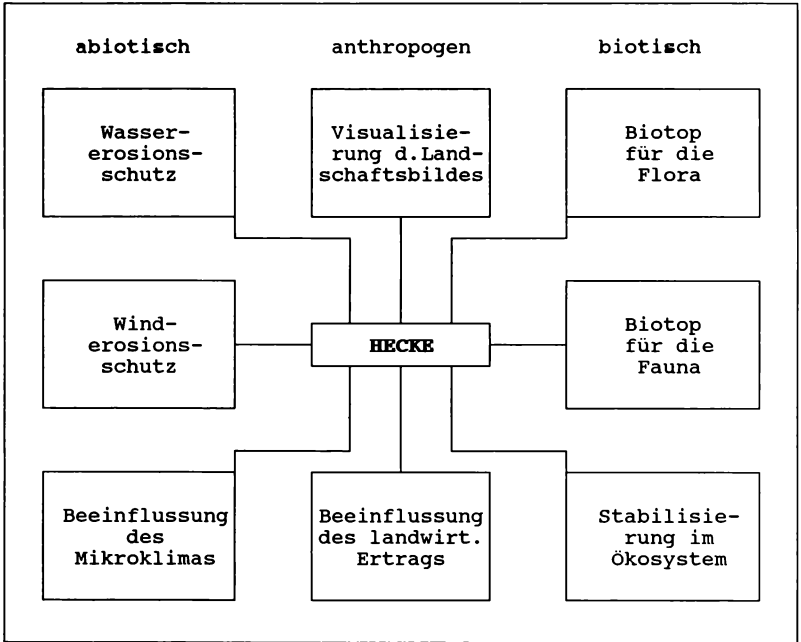 abiotisch anthropogen biotisch
Wasser-
erosions-
schutz
Visualisie-
rung d.Land-
schaftsbildes
Biotop
für die
Flora
Wind-
erosions-
schutz
HECKE
Biotop
für die
Fauna
Beeinflussung
des
Mikroklimas
Beeinflussung
des landwirt.
Ertrags
Stabilisie-
rung im
Ökosystem